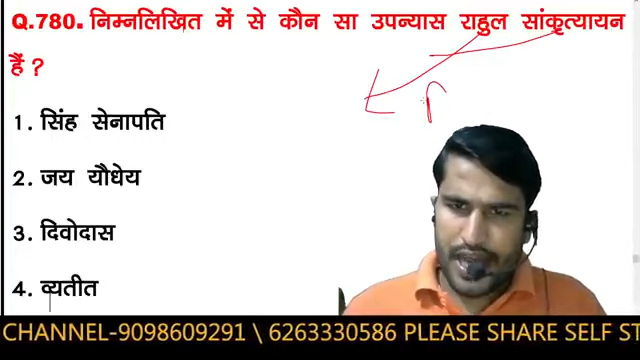 Q.780. निम्नलिखित में से कौन सा उपन्यास राहुल सांकृत्यायन
हैं ?
1. सिंह सेनापति
2. जय यौधेय
3. दिवोदास
4. व्यतीत
CHANNEL-9098609291 \ 6263330586 PLEASE SHARE SELF ST